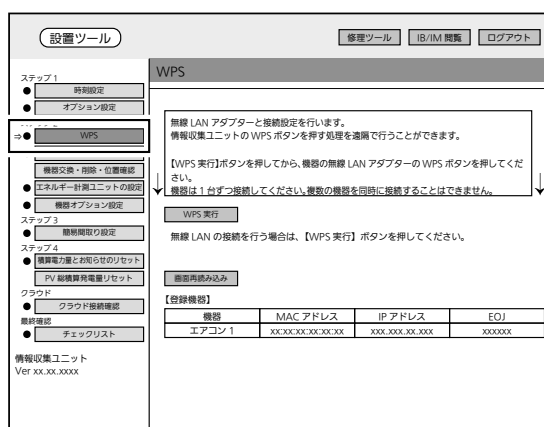 設置ツール
修理ツール
IB/IM 閲覧
ログアウト
ステップ 1
● 時刻設定
● オプション設定
⇒● WPS
機器交換・削除・位置確認
● エネルギー計測ユニットの設定
● 機器オプション設定
ステップ 3
● 簡易間取り設定
ステップ 4
● 積算電力量とお知らせのリセット
PV 総積算発電量リセット
クラウド
● クラウド接続確認
最終確認
● チェックリスト
情報収集ユニット
Ver xx.xx.xxxx
WPS
無線 LAN アダプターと接続設定を行います。
情報収集ユニットの WPS ボタンを押す処理を遠隔で行うことができます。
【WPS 実行】ボタンを押してから、機器の無線 LAN アダプターの WPS ボタンを押してくだ
さい。
機器は 1 台ずつ接続してください。複数の機器を同時に接続することはできません。
WPS 実行
無線 LAN の接続を行う場合は、【WPS 実行】ボタンを押してください。
画面再読み込み
【登録機器】
機器 MAC アドレス IP アドレス EOJ
エアコン 1 xx:xx:xx:xx:xx:xx xxx.xxx.xx.xxx xxxxxx